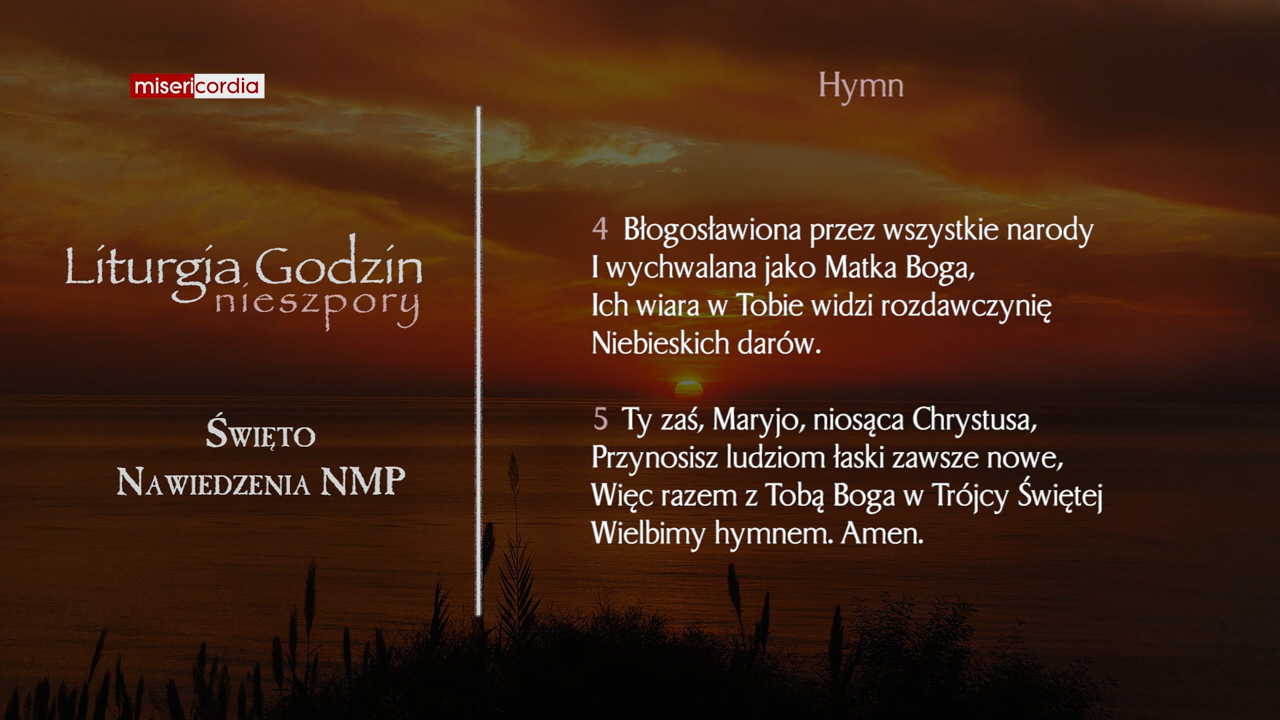 misericordia
Liturgia Godzin
nieszpory
Święto
Nawiedzenia NMP
Hymn
4 Błogosławiona przez wszystkie narody
I wychwalana jako Matka Boga,
Ich wiara w Tobie widzi rozdawczynię
Niebieskich darów.
5 Ty zaś, Maryjo, niosąca Chrystusa,
Przynosisz ludziom łaski zawsze nowe,
Więc razem z Tobą Boga w Trójcy Świętej
Wielbimy hymnem. Amen.